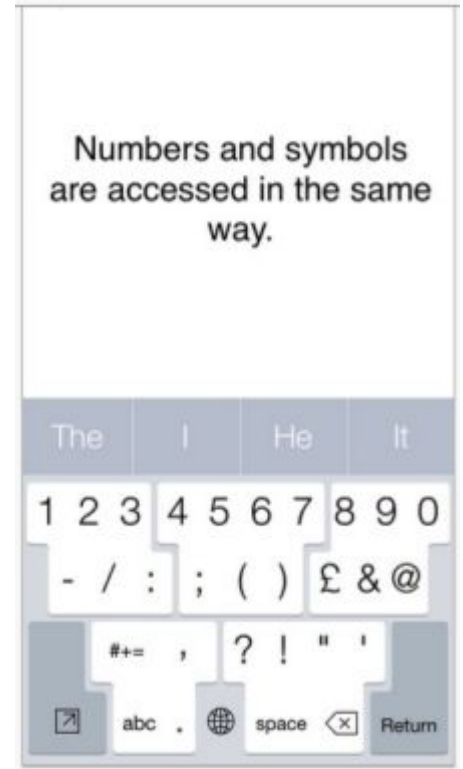 Numbers and symbols
are accessed in the same
way.
The I He It
1 2 3 4 5 6 7 8 9 0
- / : ; ( ) £ & @
#+= , ? ! " '
abc . space Return